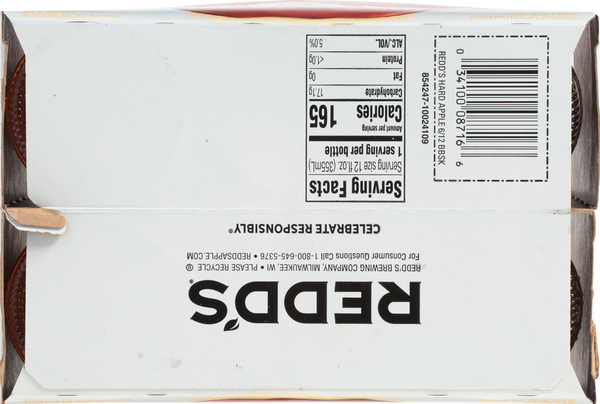 REDD'S®
REDD'S BREWING COMPANY, MILWAUKEE, WI • PLEASE RECYCLE
For Consumer Questions Call 1-800-645-5376 • REDDSAPPLE.COM
CELEBRATE RESPONSIBLY®
Serving Facts
Serving size 12 fl.oz. (355mL)
1 serving per bottle
Amount per serving
Calories 165
Carbohydrate 17.1g
Fat 0g
Protein <1.0g
ALC./VOL. 5.0%
0 34100 08716 6
REDD'S HARD APPLE 6/12 BBSK
854247-10024109